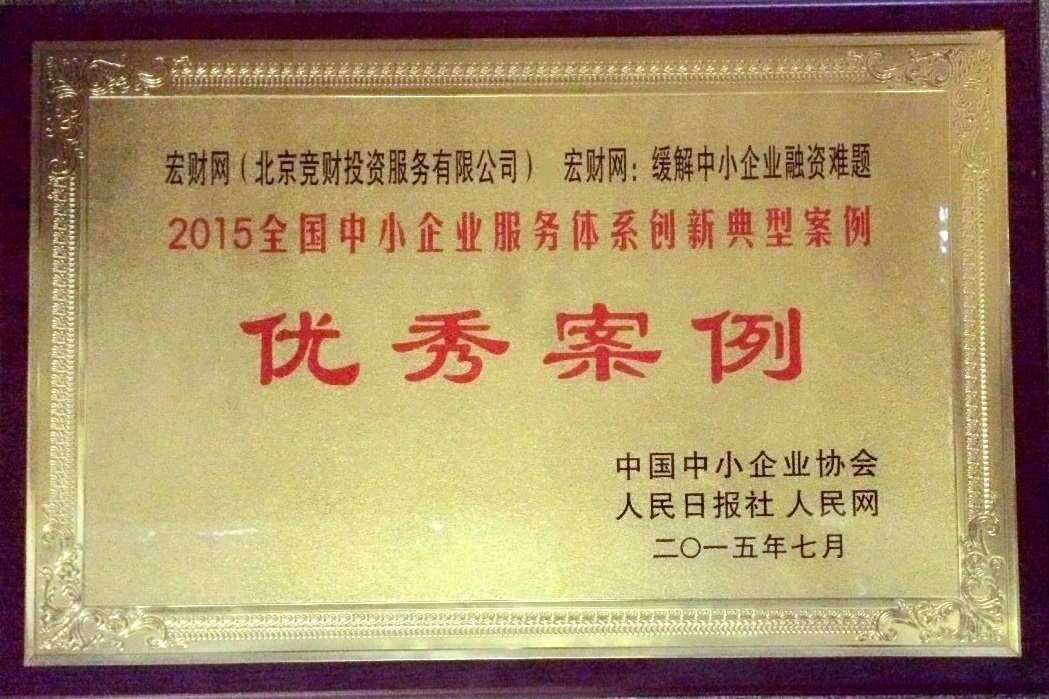 宏财网（北京竞财投资服务有限公司） 宏财网：缓解中小企业融资难题
2015全国中小企业服务体系创新典型案例
优秀案例
中国中小企业协会
人民日报社 人民网
二〇一五年七月